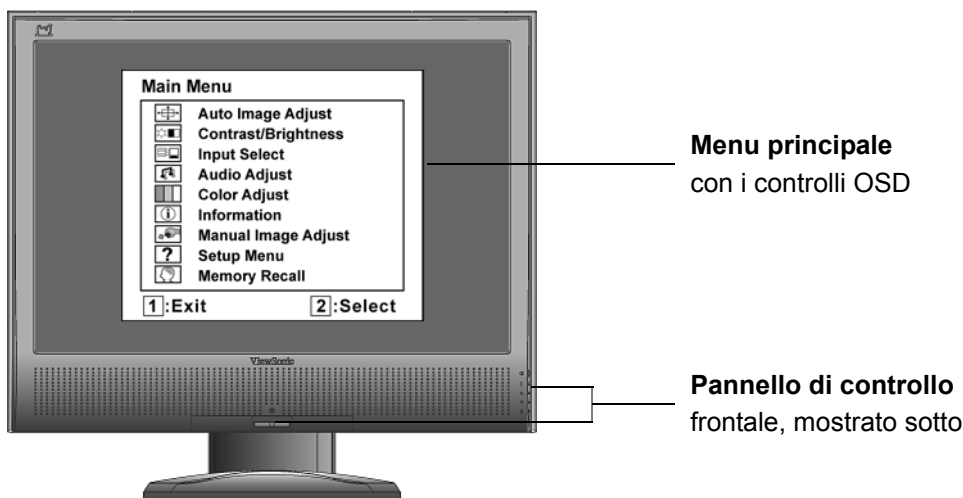 Main Menu
Auto Image Adjust
Contrast/Brightness
Input Select
Audio Adjust
Color Adjust
Information
Manual Image Adjust
? Setup Menu
Memory Recall
1:Exit 2:Select
ViewSonic
Menu principale
con i controlli OSD
Pannello di controllo
frontale, mostrato sotto